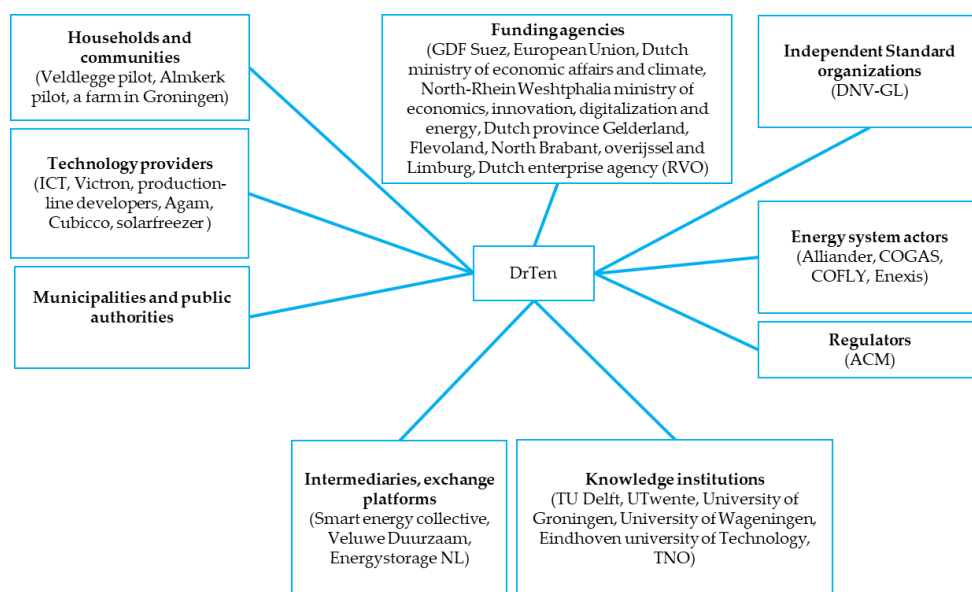 Households and
communities
(Veldlegge pilot, Almkerk
pilot, a farm in Groningen)
Funding agencies
(GDF Suez, European Union, Dutch
ministry of economic affairs and climate,
North-Rhein Weshtphalia ministry of
economics, innovation, digitalization and
energy, Dutch province Gelderland,
Flevoland, North Brabant, overijssel and
Limburg, Dutch enterprise agency (RVO)
Independent Standard
organizations
(DNV-GL)
Technology providers
(ICT, Victron, production-
line developers, Agam,
Cubicco, solarfreezer)
Energy system actors
(Alliander, COGAS,
COFLY, Enexis)
DrTen
Municipalities and public
authorities
Regulators
(ACM)
Intermediaries, exchange
platforms
(Smart energy collective,
Veluwe Duurzaam,
Energystorage NL)
Knowledge institutions
(TU Delft, UTwente, University of
Groningen, University of Wageningen,
Eindhoven university of Technology,
TNO)